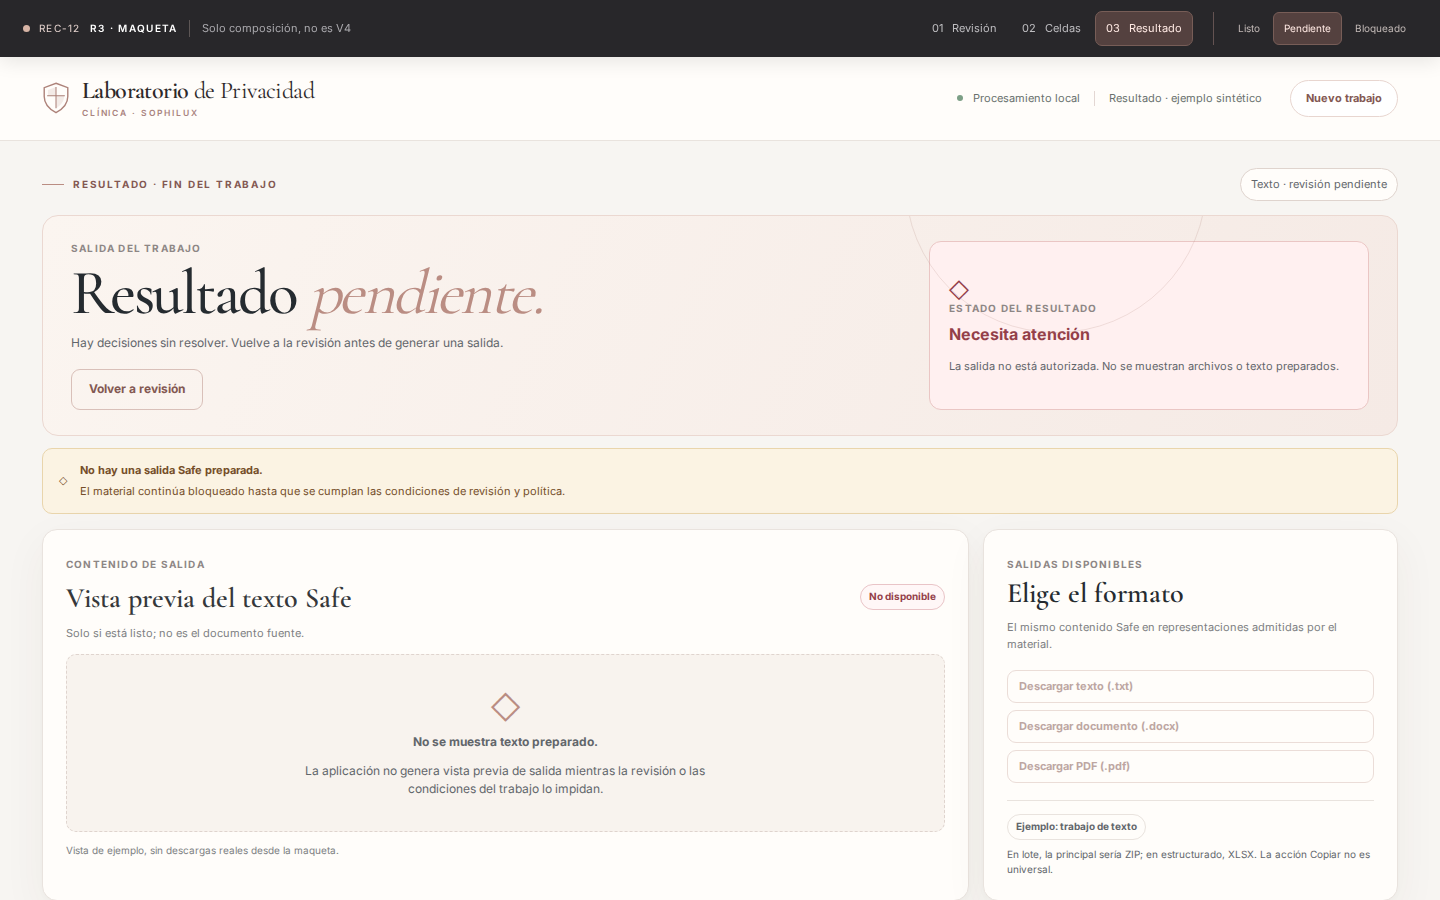 REC-12 R3 · MAQUETA Solo composición, no es V4 01 Revisión 02 Celdas 03 Resultado Listo Pendiente Bloqueado
Laboratorio de Privacidad
CLÍNICA · SOPHILUX
Procesamiento local Resultado · ejemplo sintético Nuevo trabajo
RESULTADO · FIN DEL TRABAJO
Texto · revisión pendiente
SALIDA DEL TRABAJO
Resultado pendiente.
Hay decisiones sin resolver. Vuelve a la revisión antes de generar una salida.
Volver a revisión
ESTADO DEL RESULTADO
Necesita atención
La salida no está autorizada. No se muestran archivos o texto preparados.
No hay una salida Safe preparada.
El material continúa bloqueado hasta que se cumplan las condiciones de revisión y política.
CONTENIDO DE SALIDA
Vista previa del texto Safe
No disponible
Solo si está listo; no es el documento fuente.
No se muestra texto preparado.
La aplicación no genera vista previa de salida mientras la revisión o las
condiciones del trabajo lo impidan.
Vista de ejemplo, sin descargas reales desde la maqueta.
SALIDAS DISPONIBLES
Elige el formato
El mismo contenido Safe en representaciones admitidas por el
material.
Descargar texto (.txt)
Descargar documento (.docx)
Descargar PDF (.pdf)
Ejemplo: trabajo de texto
En lote, la principal sería ZIP; en estructurado, XLSX. La acción Copiar no es
universal.